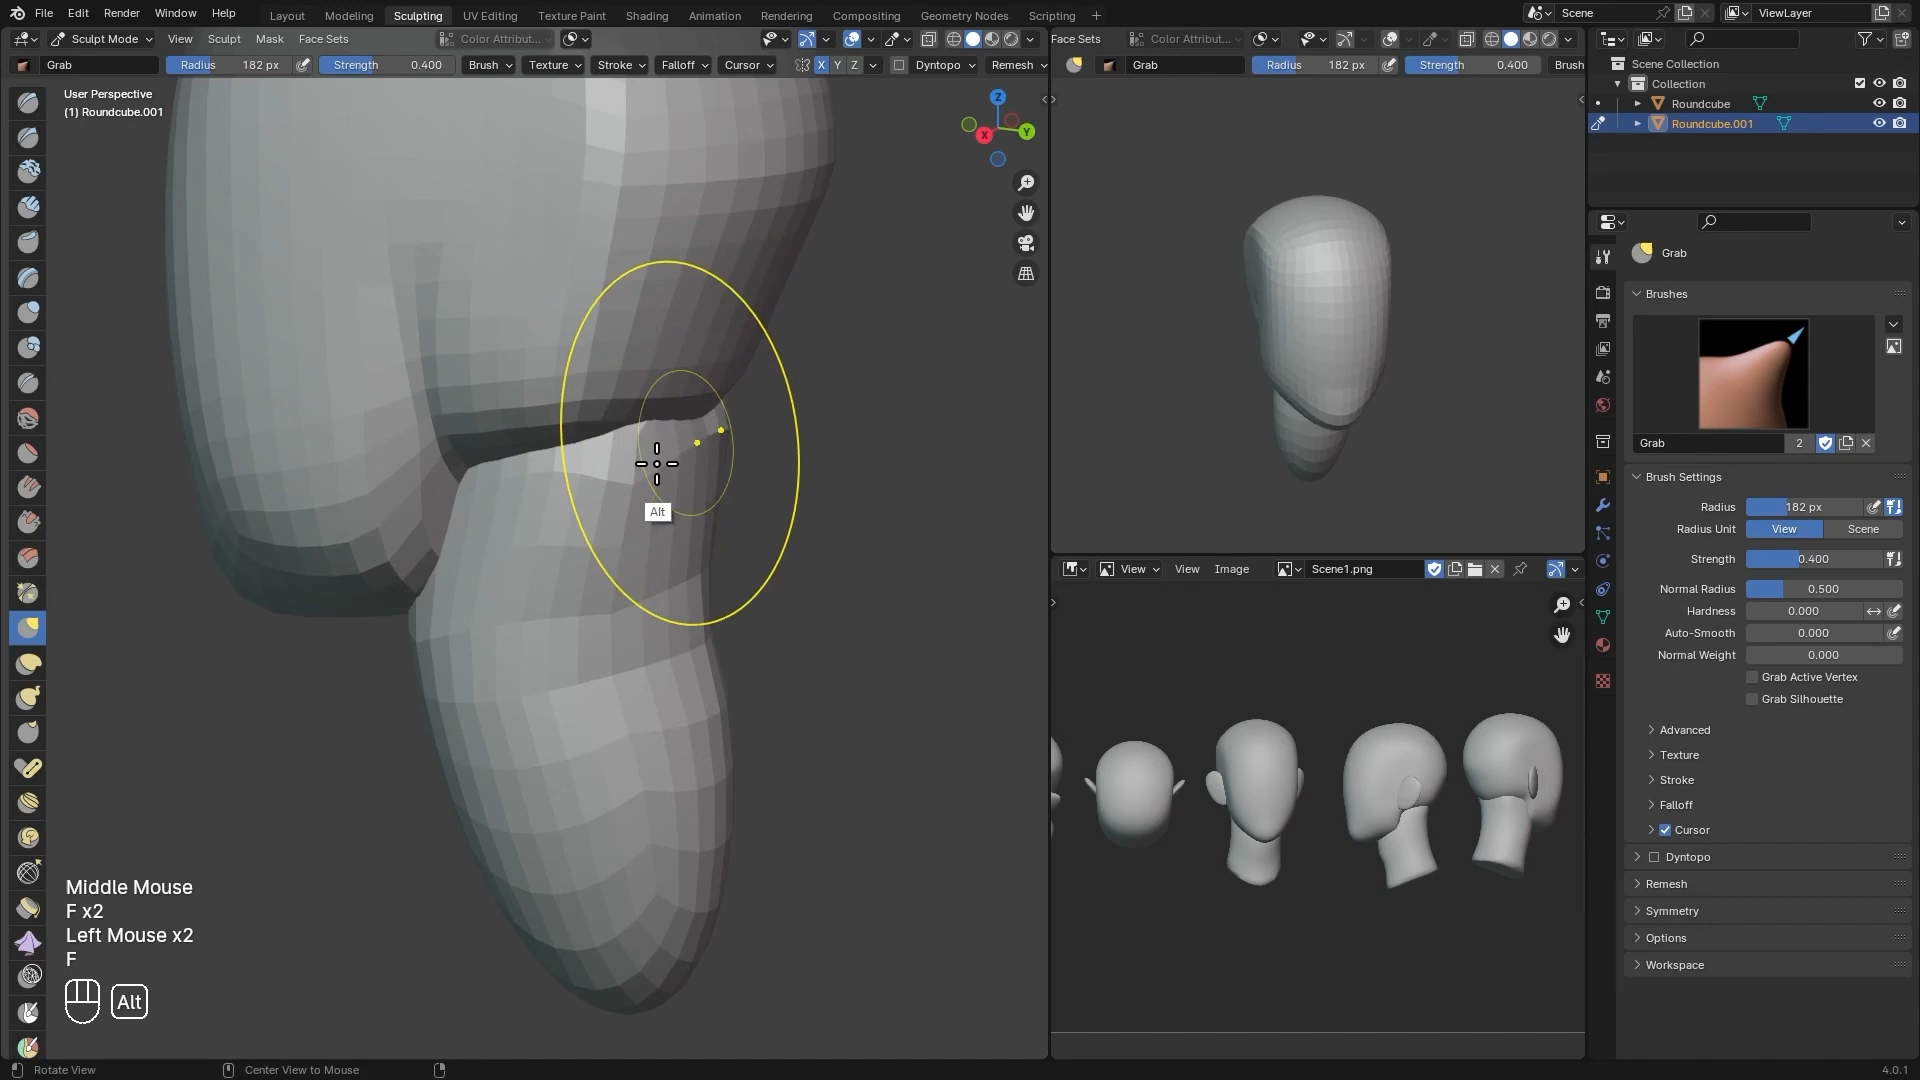 File Edit Render Window Help
Layout Modeling Sculpting UV Editing Texture Paint Shading Animation Rendering Compositing Geometry Nodes Scripting +
Scene
ViewLayer
Sculpt Mode View Sculpt Mask Face Sets Color Attribut...
Grab Radius 182 px Strength 0.400 Brush Texture Stroke Falloff Cursor X Y Z Dyntopo Remesh
Face Sets Color Attribut...
Grab Radius 182 px Strength 0.400 Brush
User Perspective
(1) Roundcube.001
Z
X
Y
Alt
Middle Mouse
F x2
Left Mouse x2
F
Alt
View View Image Scene1.png
Scene Collection
Collection
Roundcube
Roundcube.001
Grab
Brushes
Grab 2
Brush Settings
Radius 182 px
Radius Unit View Scene
Strength 0.400
Normal Radius 0.500
Hardness 0.000
Auto-Smooth 0.000
Normal Weight 0.000
Grab Active Vertex
Grab Silhouette
Advanced
Texture
Stroke
Falloff
Cursor
Dyntopo
Remesh
Symmetry
Options
Workspace
Rotate View
Center View to Mouse
4.0.1